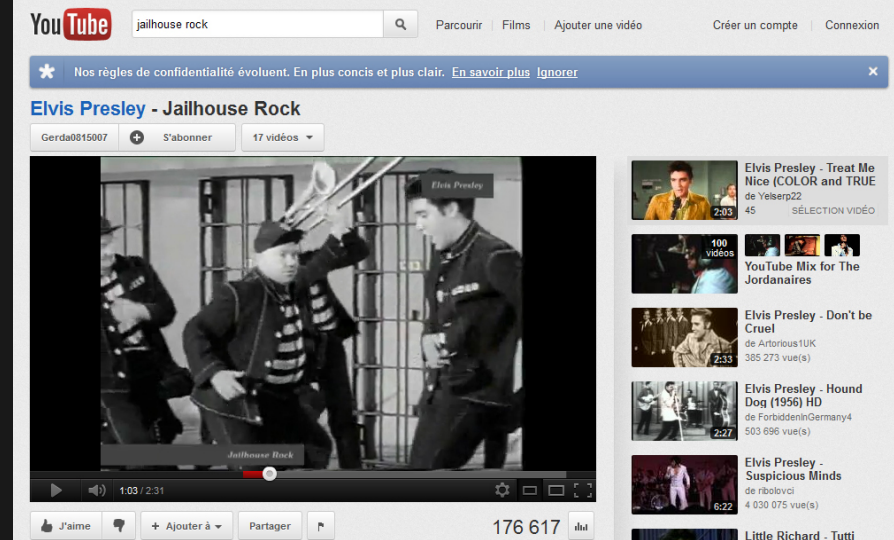 You Tube
jailhouse rock
Parcourir
Films
Ajouter une vidéo
Créer un compte
Connexion
Nos règles de confidentialité évoluent. En plus concis et plus clair. En savoir plus Ignorer
Elvis Presley - Jailhouse Rock
Gerda0815007
S'abonner
17 vidéos
Elvis Presley
Jailhouse Rock
1:03 / 2:31
J'aime
Ajouter à
Partager
176 617
2:03
Elvis Presley - Treat Me
Nice (COLOR and TRUE
de Yelserp22
45 SÉLECTION VIDÉO
100
vidéos
YouTube Mix for The
Jordanaires
2:33
Elvis Presley - Don't be
Cruel
de Artorious1UK
385 273 vue(s)
2:27
Elvis Presley - Hound
Dog (1956) HD
de ForbiddenInGermany4
503 696 vue(s)
6:22
Elvis Presley -
Suspicious Minds
de ribolovci
4 030 075 vue(s)
Little Richard - Tutti